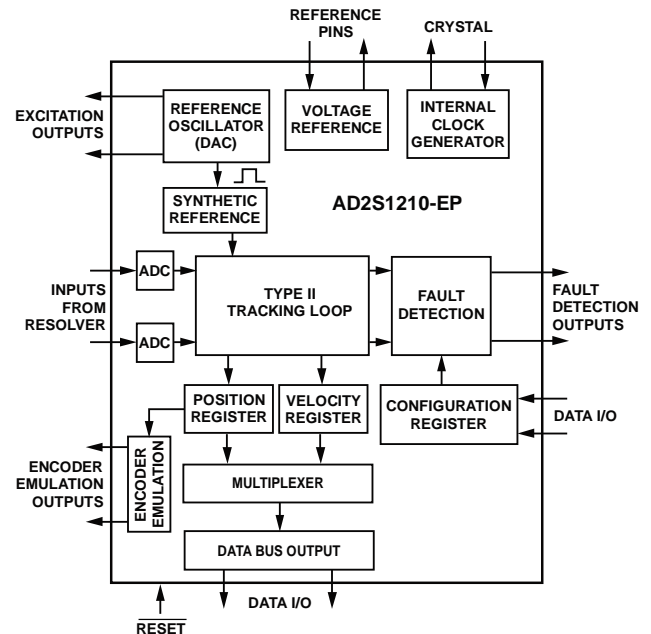 REFERENCE
PINS
CRYSTAL
EXCITATION
OUTPUTS
REFERENCE
OSCILLATOR
(DAC)
VOLTAGE
REFERENCE
INTERNAL
CLOCK
GENERATOR
SYNTHETIC
REFERENCE
AD2S1210-EP
INPUTS
FROM
RESOLVER
ADC
ADC
TYPE II
TRACKING LOOP
FAULT
DETECTION
FAULT
DETECTION
OUTPUTS
POSITION
REGISTER
VELOCITY
REGISTER
CONFIGURATION
REGISTER
DATA I/O
ENCODER
EMULATION
OUTPUTS
ENCODER
EMULATION
MULTIPLEXER
DATA BUS OUTPUT
DATA I/O
RESET